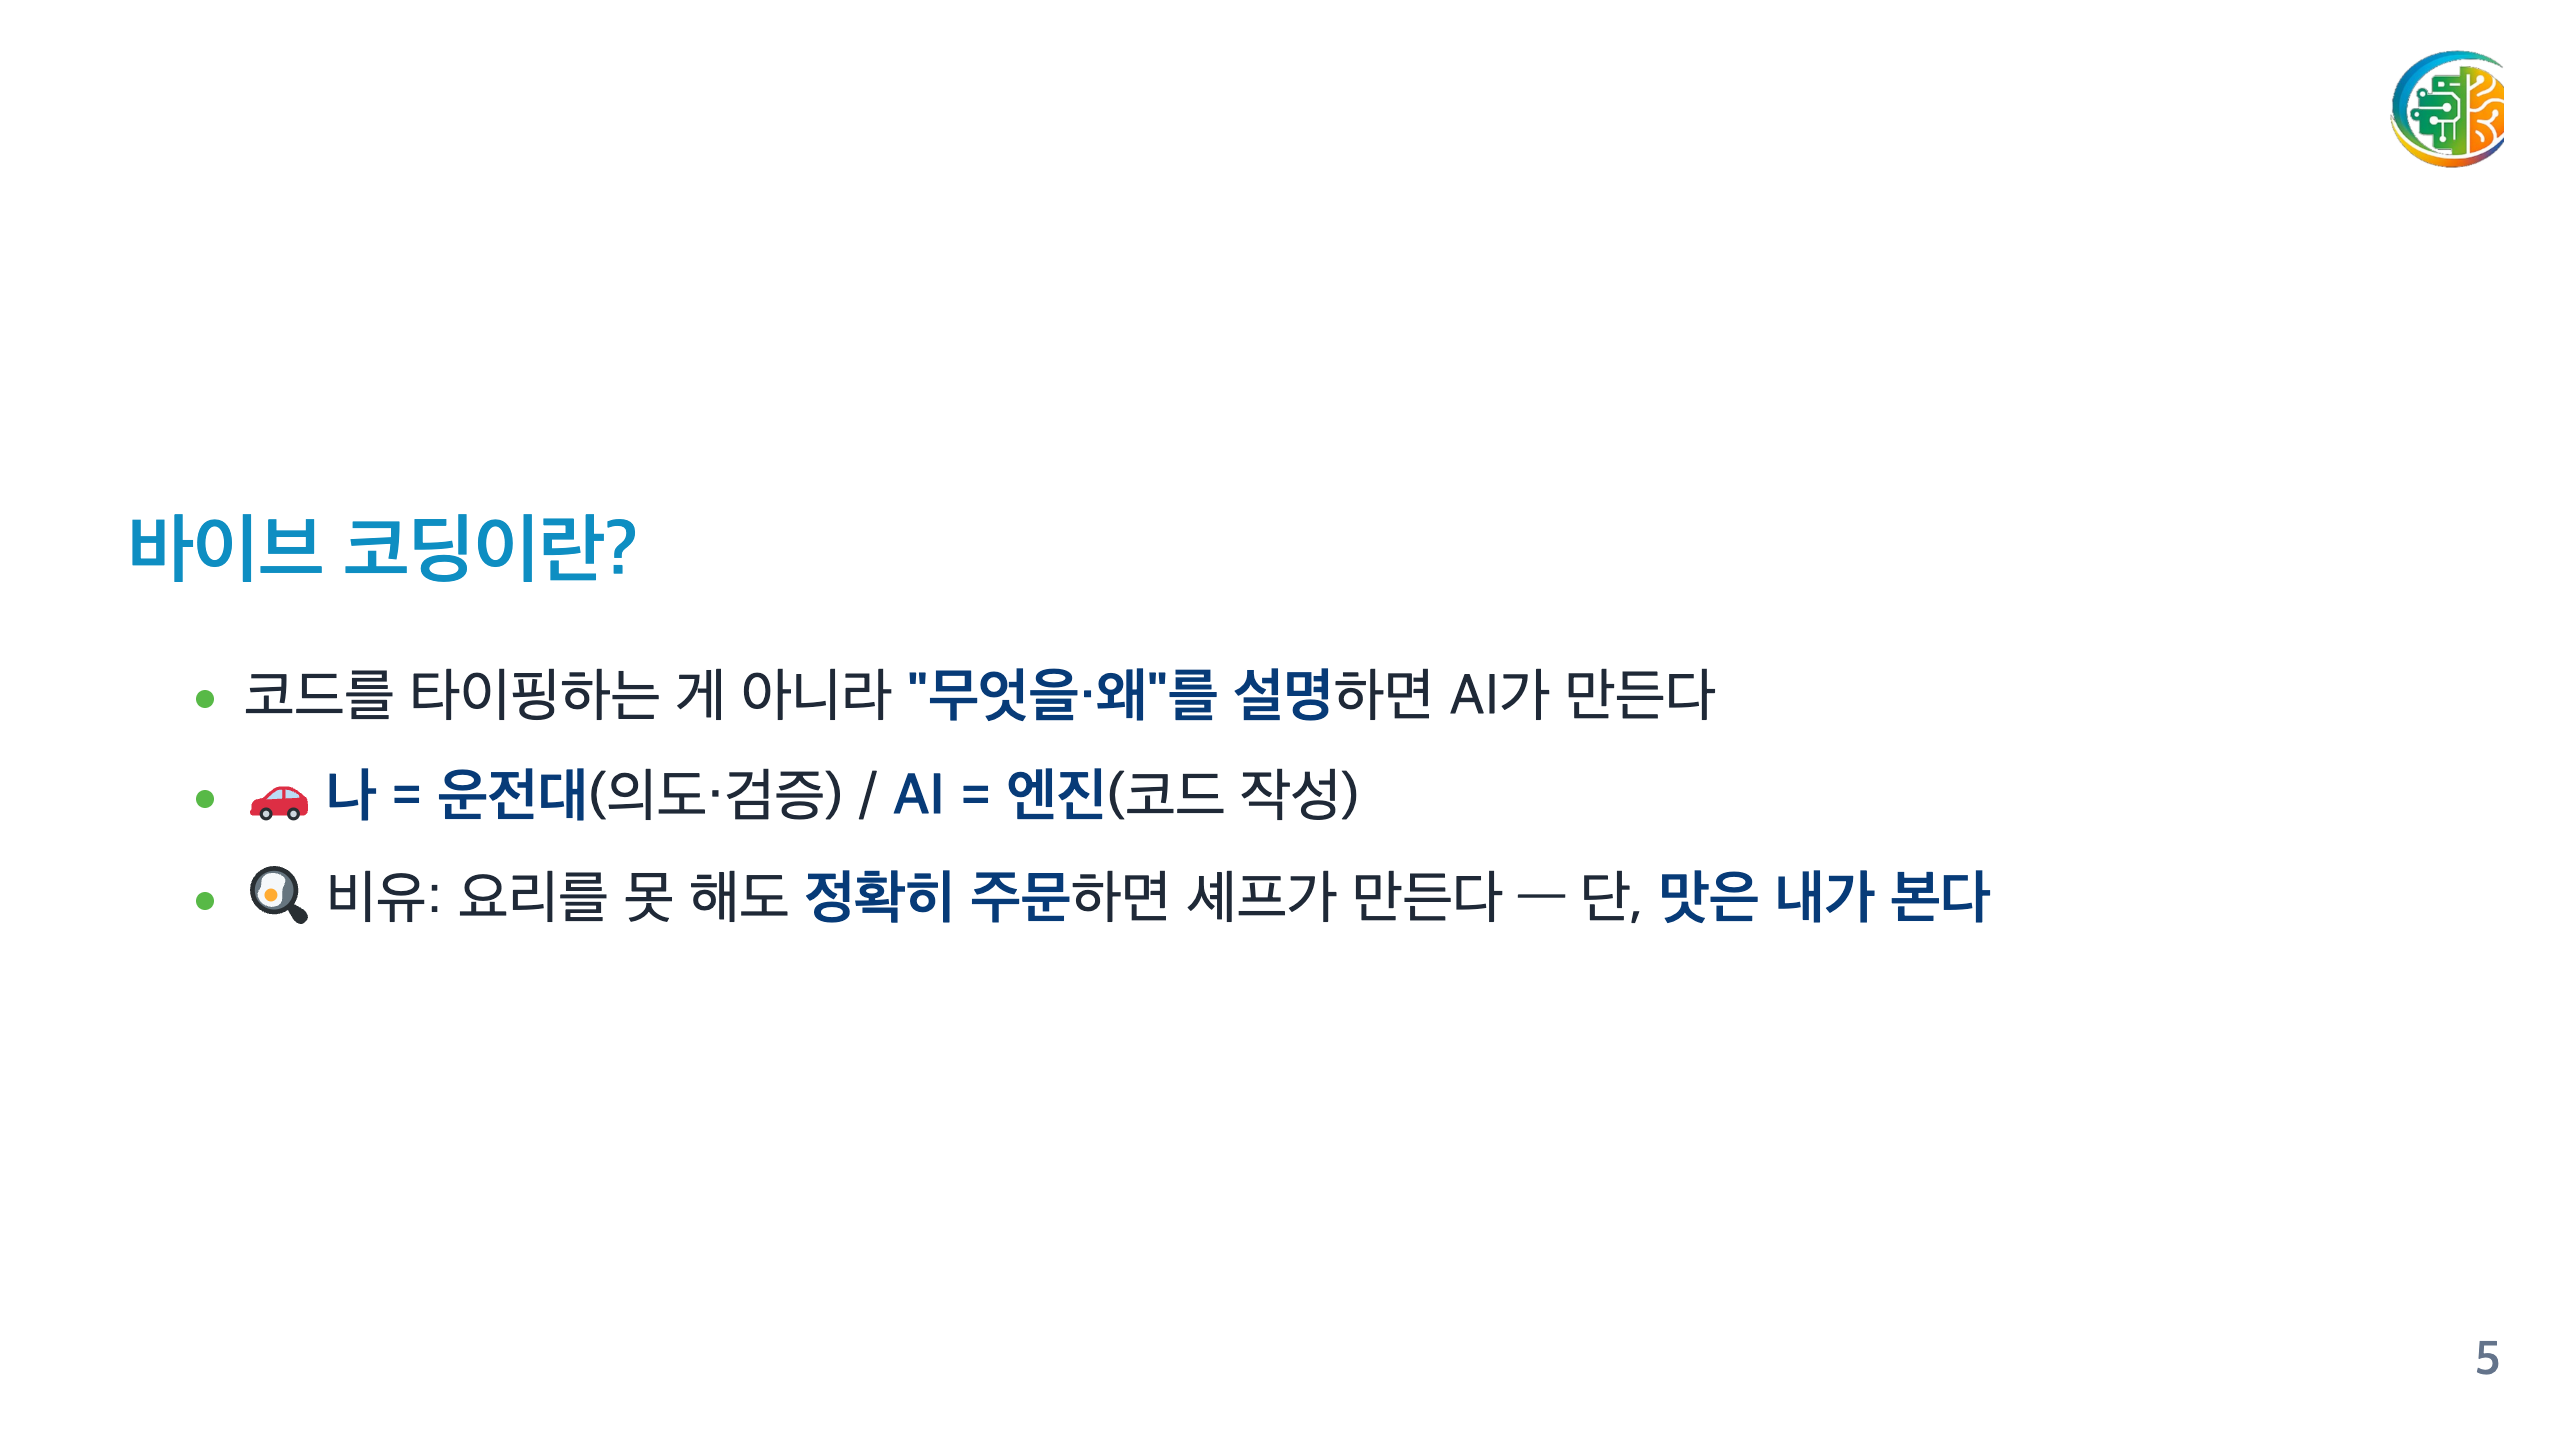 바이브 코딩이란?
코드를 타이핑하는 게 아니라 "무엇을·왜"를 설명하면 AI가 만든다
🚗 나 = 운전대(의도·검증) / AI = 엔진(코드 작성)
🍳 비유: 요리를 못 해도 정확히 주문하면 셰프가 만든다 — 단, 맛은 내가 본다
5